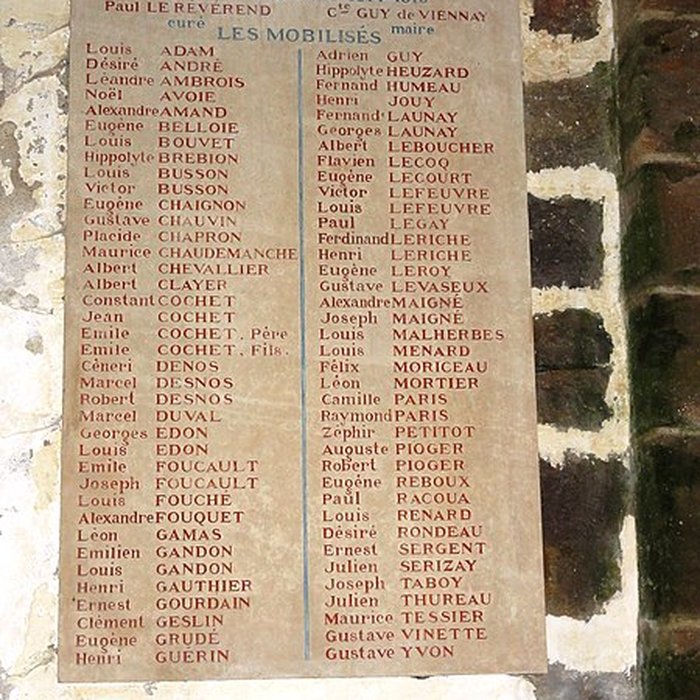 Paul LE RÉVÉREND
Cte GUY de VIENNAY
curé
maire
LES MOBILISÉS
Louis ADAM
Désiré ANDRÉ
Léandre AMBROIS
Noël AVOIE
Alexandre AMAND
Eugène BELLOIE
Louis BOUVET
Hippolyte BREBION
Louis BUSSON
Victor BUSSON
Eugène CHAIGNON
Gustave CHAUVIN
Placide CHAPRON
Maurice CHAUDEMANCHE
Albert CHEVALLIER
Albert CLAYER
Constant COCHET
Jean COCHET
Emile COCHET. Père
Emile COCHET. Fils.
Céneri DENOS
Marcel DESNOS
Robert DESNOS
Marcel DUVAL
Georges EDON
Louis EDON
Emile FOUCAULT
Joseph FOUCAULT
Louis FOUCHÉ
Alexandre FOUQUET
Léon GAMAS
Emilien GANDON
Louis GANDON
Henri GAUTHIER
Ernest GOURDAIN
Clément GESLIN
Eugène GRUDÉ
Henri GUÉRIN
Adrien GUY
Hippolyte HEUZARD
Fernand HUMEAU
Henri JOUY
Fernand LAUNAY
Georges LAUNAY
Albert LEBOUCHER
Flavien LECOQ
Eugène LECOURT
Victor LEFEUVRE
Louis LEFEUVRE
Paul LEGAY
Ferdinand LERICHE
Henri LERICHE
Eugène LEROY
Gustave LEVASEUX
Alexandre MAIGNÉ
Joseph MAIGNÉ
Louis MALHERBES
Louis MENARD
Félix MORICEAU
Léon MORTIER
Camille PARIS
Raymond PARIS
Zéphir PETITOT
Auguste PIOGER
Robert PIOGER
Eugène REBOUX
Paul RACOUA
Louis RENARD
Désiré RONDEAU
Ernest SERGENT
Julien SERIZAY
Joseph TABOY
Julien THUREAU
Maurice TESSIER
Gustave VINETTE
Gustave YVON